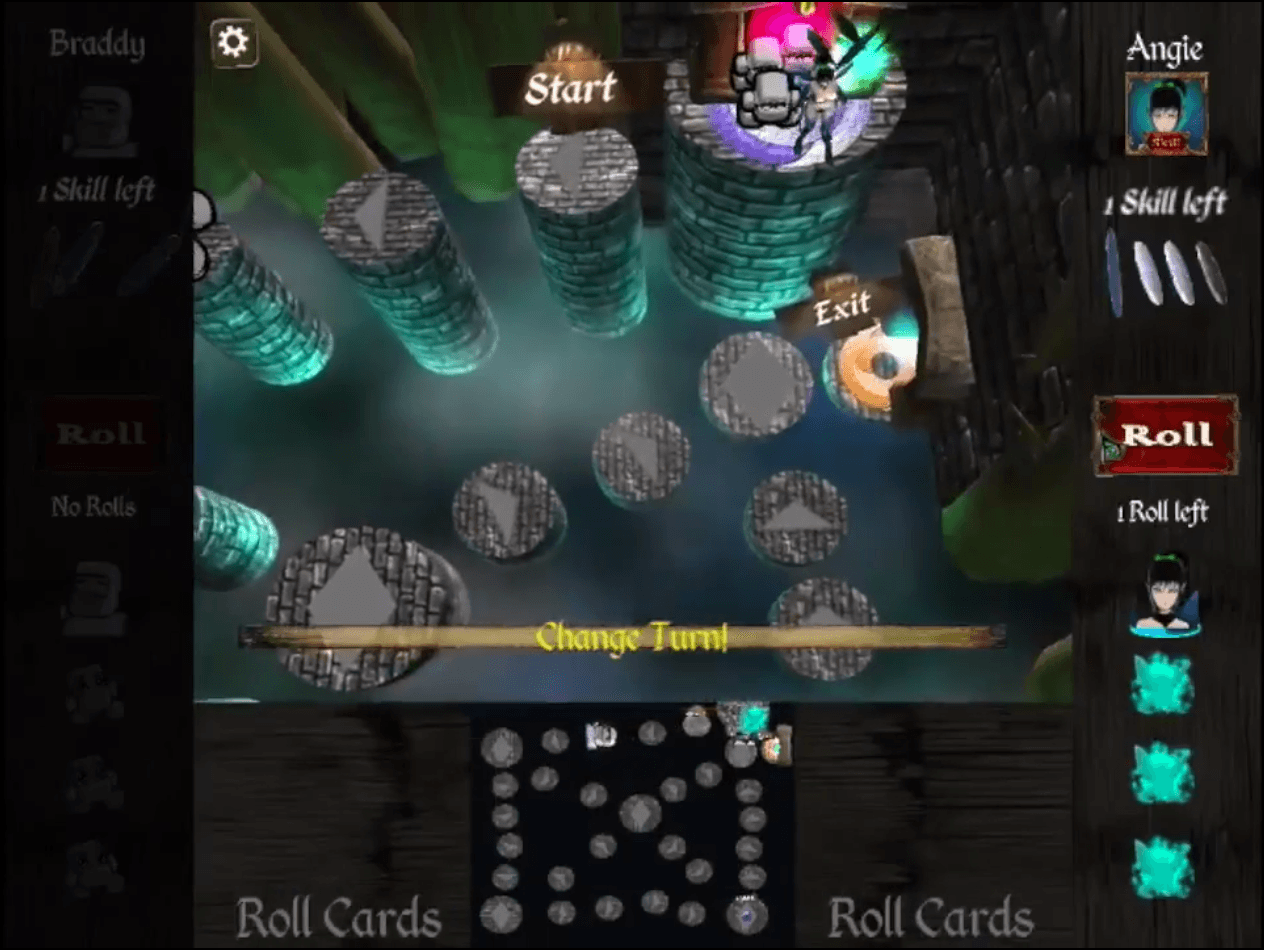 Braddy
1 Skill left
Roll
No Rolls
Start
Exit
Change Turn!
Roll Cards
Roll Cards
Angie
Skill
1 Skill left
Roll
1 Roll left